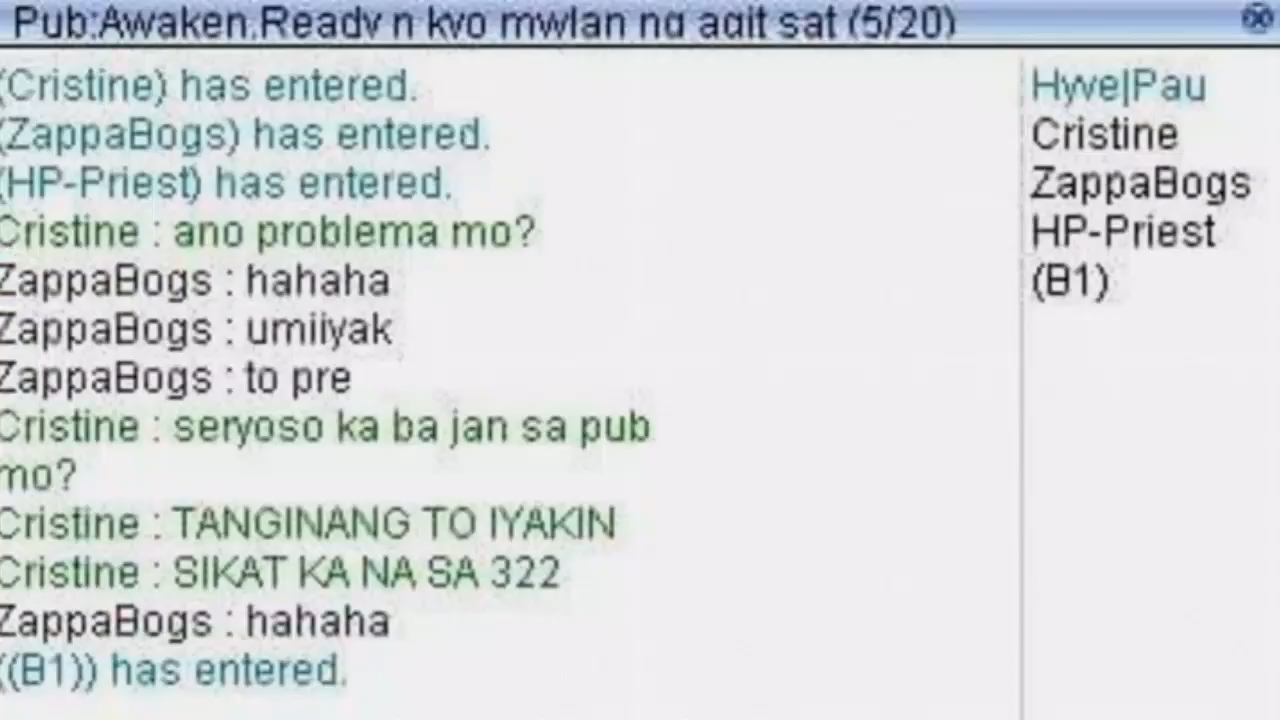 Pub:Awaken.Ready n kyo mwlan ng agit sat (5/20)
(Cristine) has entered.
(ZappaBogs) has entered.
(HP-Priest) has entered.
Cristine : ano problema mo?
ZappaBogs : hahaha
ZappaBogs : umiiyak
ZappaBogs : to pre
Cristine : seryoso ka ba jan sa pub
mo?
Cristine : TANGINANG TO IYAKIN
Cristine : SIKAT KA NA SA 322
ZappaBogs : hahaha
((B1)) has entered.
Hyve|Pau
Cristine
ZappaBogs
HP-Priest
(B1)